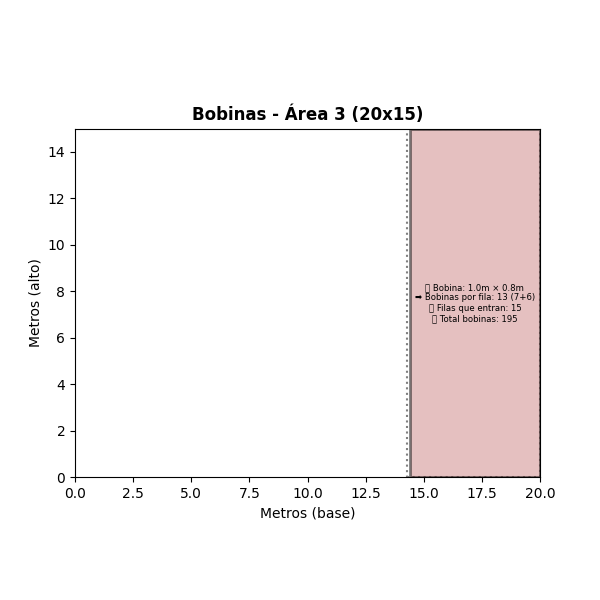 Bobinas - Área 3 (20x15)
Metros (alto)
14
12
10
8
6
4
2
0
Bobina: 1.0m × 0.8m
➡ Bobinas por fila: 13 (7+6)
Filas que entran: 15
Total bobinas: 195
0.0 2.5 5.0 7.5 10.0 12.5 15.0 17.5 20.0
Metros (base)